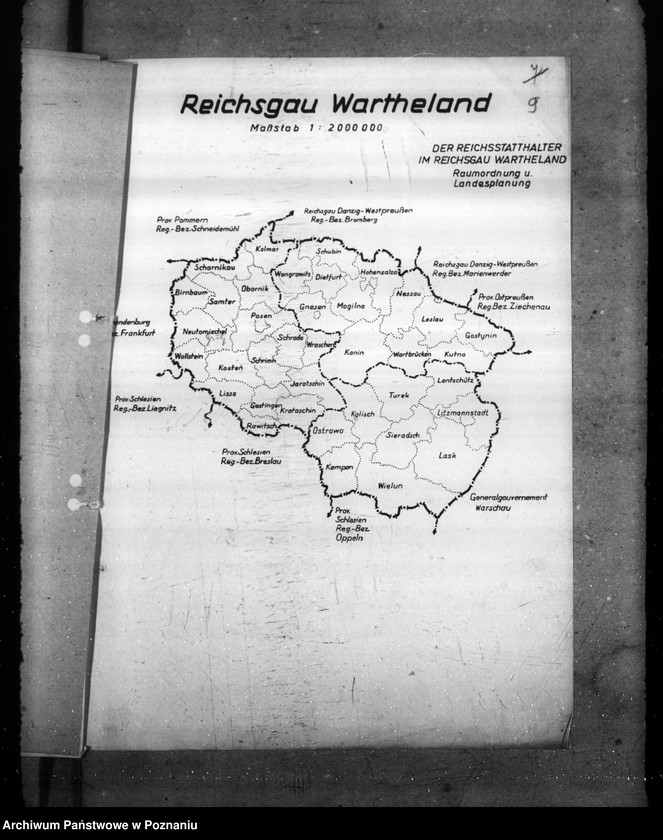 7
9
Reichsgau Wartheland
Maßstab 1 : 2000000
DER REICHSSTATTHALTER
IM REICHSGAU WARTHELAND
Raumordnung u.
Landesplanung
Prov. Pommern
Reg.-Bez. Schneidemühl
Reichsgau Danzig-Westpreußen
Reg.-Bez. Bromberg
Reichsgau Danzig-Westpreußen
Reg. Bez. Marienwerder
Prov. Ostpreußen
Reg. Bez. Ziechenau
andenburg
z. Frankfurt
Prov. Schlesien
Reg.-Bez. Liegnitz
Prov. Schlesien
Reg-Bez. Breslau
Prov.
Schlesien
Reg.-Bez.
Oppeln
Generalgouvernement
Warschau
Kolmar
Scharnikau
Schubin
Wongrowitz
Dietfurt
Hohensalza
Birnbaum
Samter
Obornik
Gnesen
Mogilno
Nessau
Leslau
Posen
Gostynin
Neutomischel
Schroda
Wreschen
Wollstein
Schrimm
Konin
Wartbrücken
Kutno
Kosten
Lissa
Jarotschin
Turek
Lentschütz
Gostingen
Krotoschin
Kalisch
Litzmannstadt
Rawitsch
Ostrowo
Sieradsch
Lask
Kempen
Wielun
Archiwum Państwowe w Poznaniu